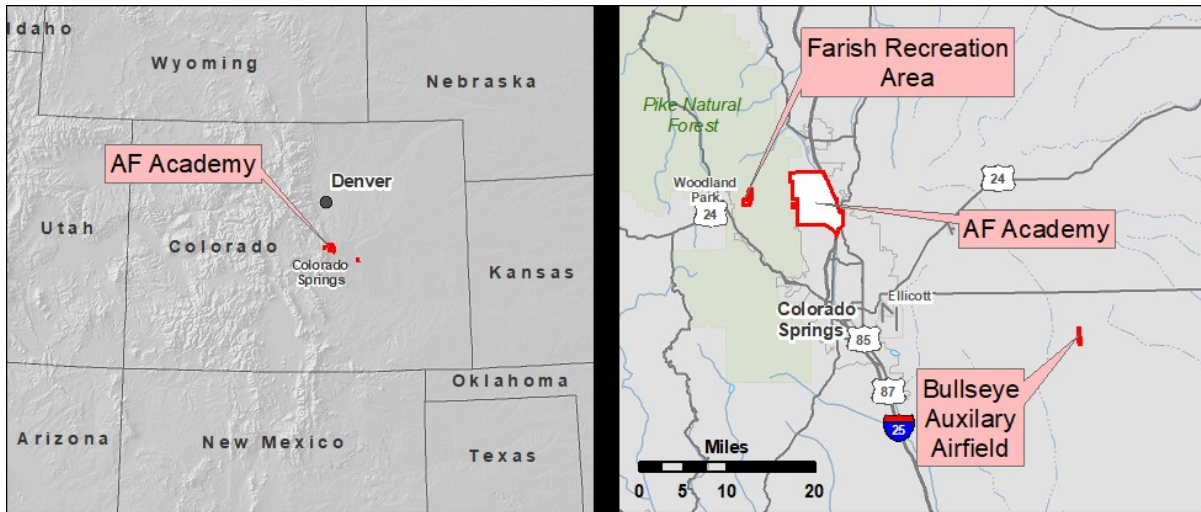 Idaho
Wyoming
Nebraska
AF Academy
Denver
Utah
Colorado
Colorado
Springs
Kansas
Oklahoma
Arizona
New Mexico
Texas
Farish Recreation
Area
Pike Natural
Forest
Woodland
Park
24
24
AF Academy
Ellicott
Colorado
Springs
85
87
25
Bullseye
Auxilary
Airfield
Miles
0 5 10 20